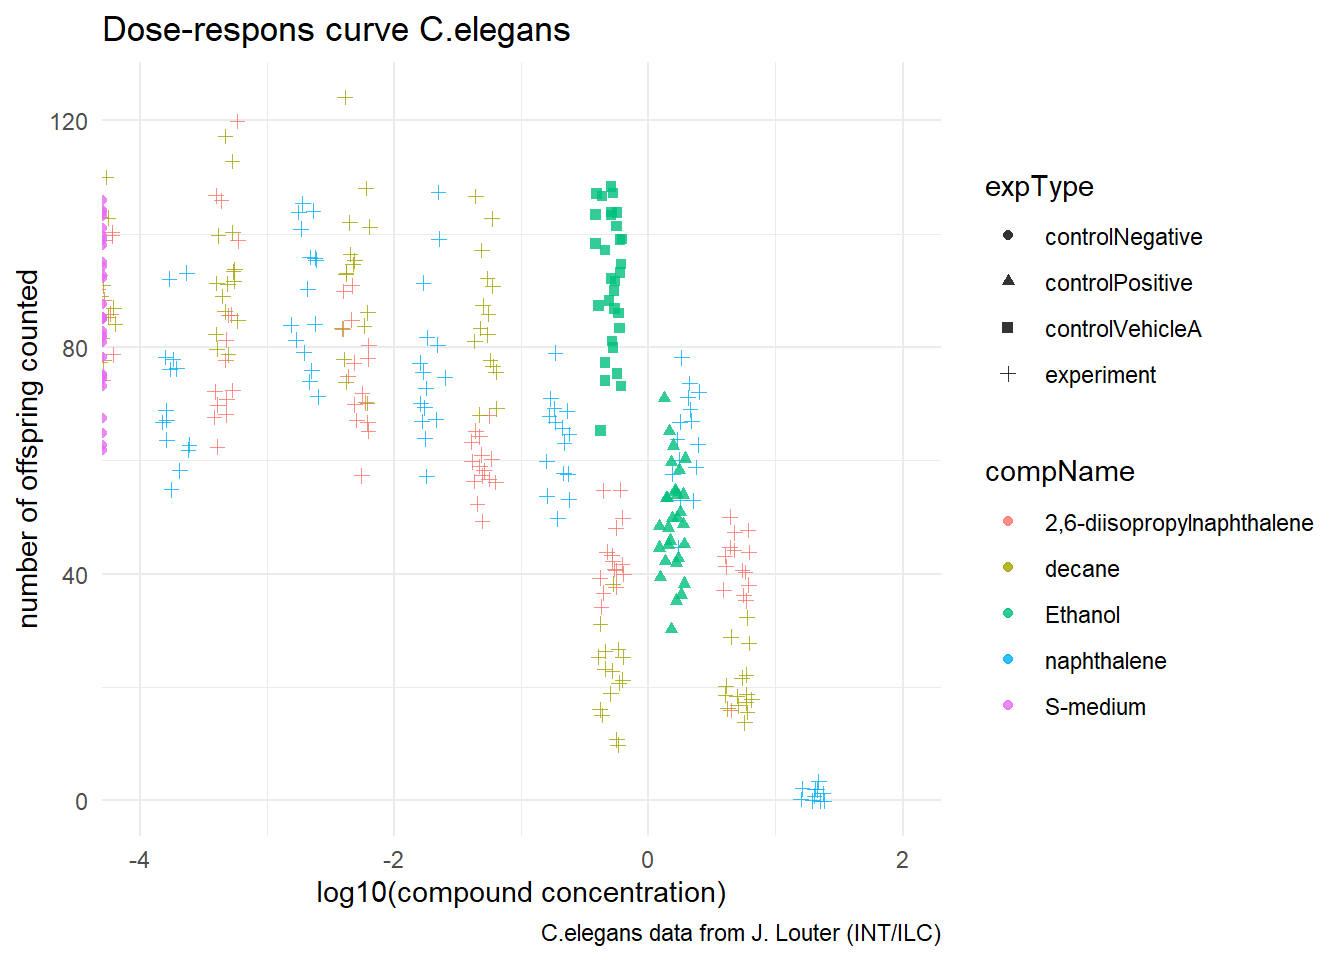 Dose-respons curve C.elegans
number of offspring counted
120
80
40
0
-4
-2
0
2
log10(compound concentration)
C.elegans data from J. Louter (INT/ILC)
expType
controlNegative
controlPositive
controlVehicleA
experiment
compName
2,6-diisopropylnaphthalene
decane
Ethanol
naphthalene
S-medium